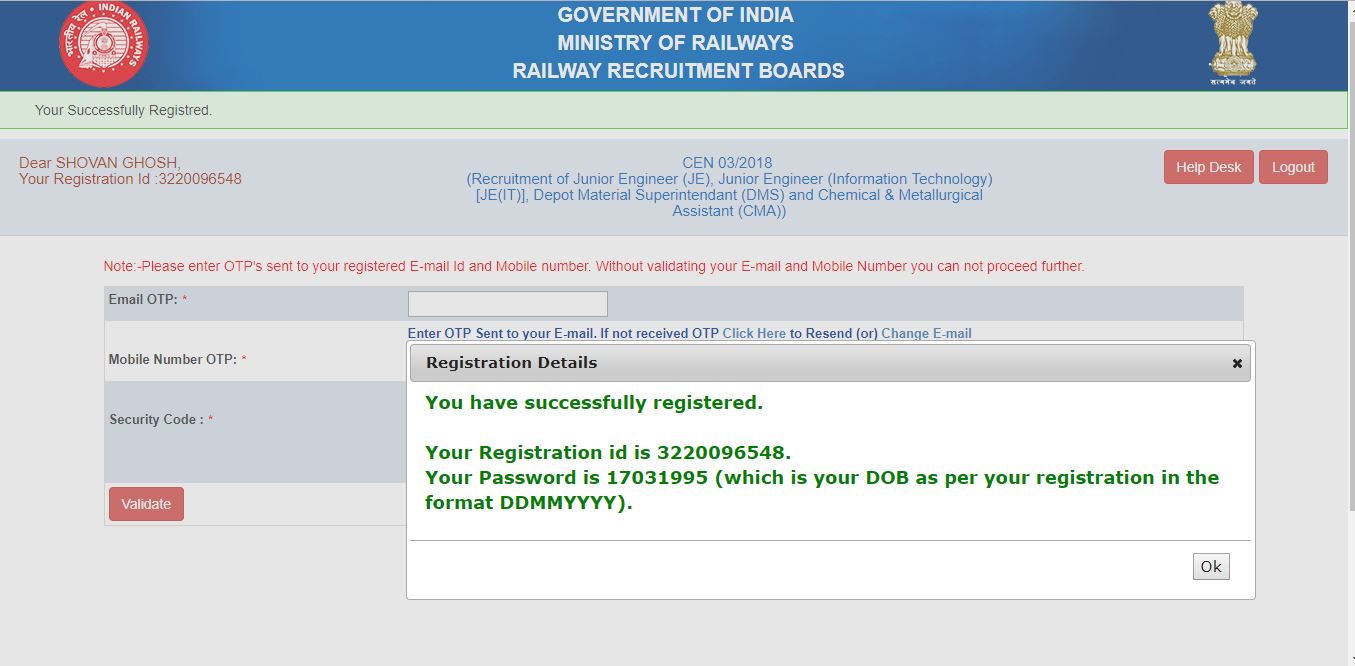 भारतीय रेल INDIAN RAILWAYS
GOVERNMENT OF INDIA
MINISTRY OF RAILWAYS
RAILWAY RECRUITMENT BOARDS
सत्यमेव जयते
Your Successfully Registred.
Dear SHOVAN GHOSH,
Your Registration Id :3220096548
CEN 03/2018
(Recruitment of Junior Engineer (JE), Junior Engineer (Information Technology)
[JE(IT)], Depot Material Superintendant (DMS) and Chemical & Metallurgical
Assistant (CMA))
Help Desk
Logout
Note:-Please enter OTP's sent to your registered E-mail Id and Mobile number. Without validating your E-mail and Mobile Number you can not proceed further.
Email OTP: *
Enter OTP Sent to your E-mail. If not received OTP Click Here to Resend (or) Change E-mail
Mobile Number OTP: *
Security Code : *
Validate
Registration Details
You have successfully registered.
Your Registration id is 3220096548.
Your Password is 17031995 (which is your DOB as per your registration in the
format DDMMYYYY).
Ok